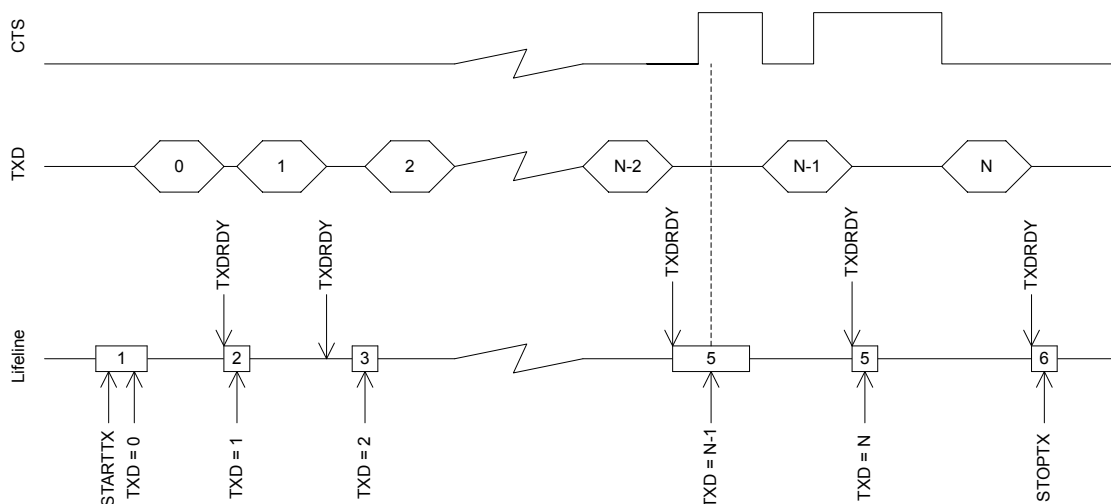 CTS
TXD
0
1
2
N-2
N-1
N
TXDRDY
TXDRDY
TXDRDY
TXDRDY
TXDRDY
Lifeline
1
2
3
5
5
6
STARTTX
TXD = 0
TXD = 1
TXD = 2
TXD = N-1
TXD = N
STOPTX